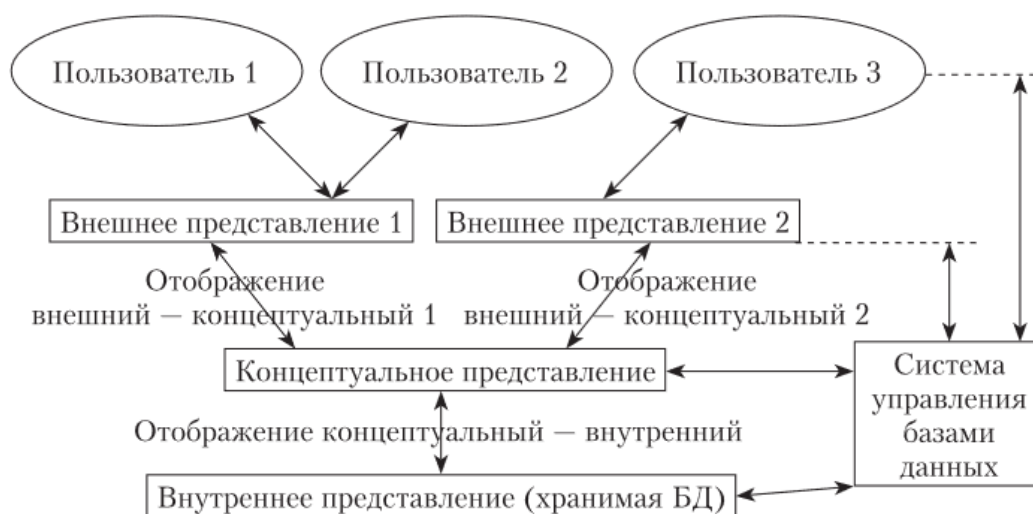 Пользователь 1
Пользователь 2
Пользователь 3
Внешнее представление 1
Внешнее представление 2
Отображение
внешний — концептуальный 1
Отображение
внешний — концептуальный 2
Концептуальное представление
Система
управления
базами
данных
Отображение концептуальный — внутренний
Внутреннее представление (хранимая БД)